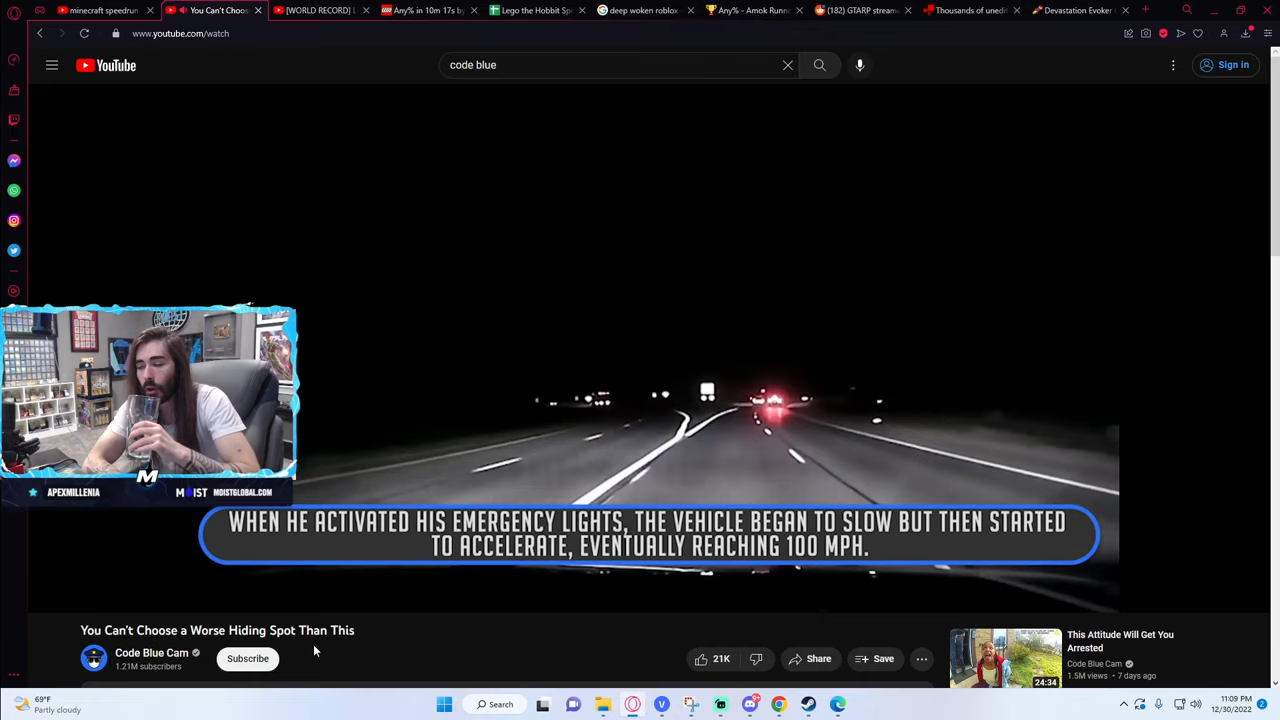 minecraft speedrun
You Can't Choos
[WORLD RECORD] L
Any% in 10m 17s b
Lego the Hobbit Sp
deep woken roblox
Any% - Amok Runn
(182) GTARP stream
Thousands of unedit
Devastation Evoker
www.youtube.com/watch
YouTube
code blue
Sign in
APEXMILLENIA
M
MOIST
MOISTGLOBAL.COM
WHEN HE ACTIVATED HIS EMERGENCY LIGHTS, THE VEHICLE BEGAN TO SLOW BUT THEN STARTED
TO ACCELERATE, EVENTUALLY REACHING 100 MPH.
You Can't Choose a Worse Hiding Spot Than This
Code Blue Cam
1.21M subscribers
Subscribe
21K
Share
Save
This Attitude Will Get You
Arrested
Code Blue Cam
1.5M views • 7 days ago
24:34
69°F
Partly cloudy
Search
11:09 PM
12/30/2022
2